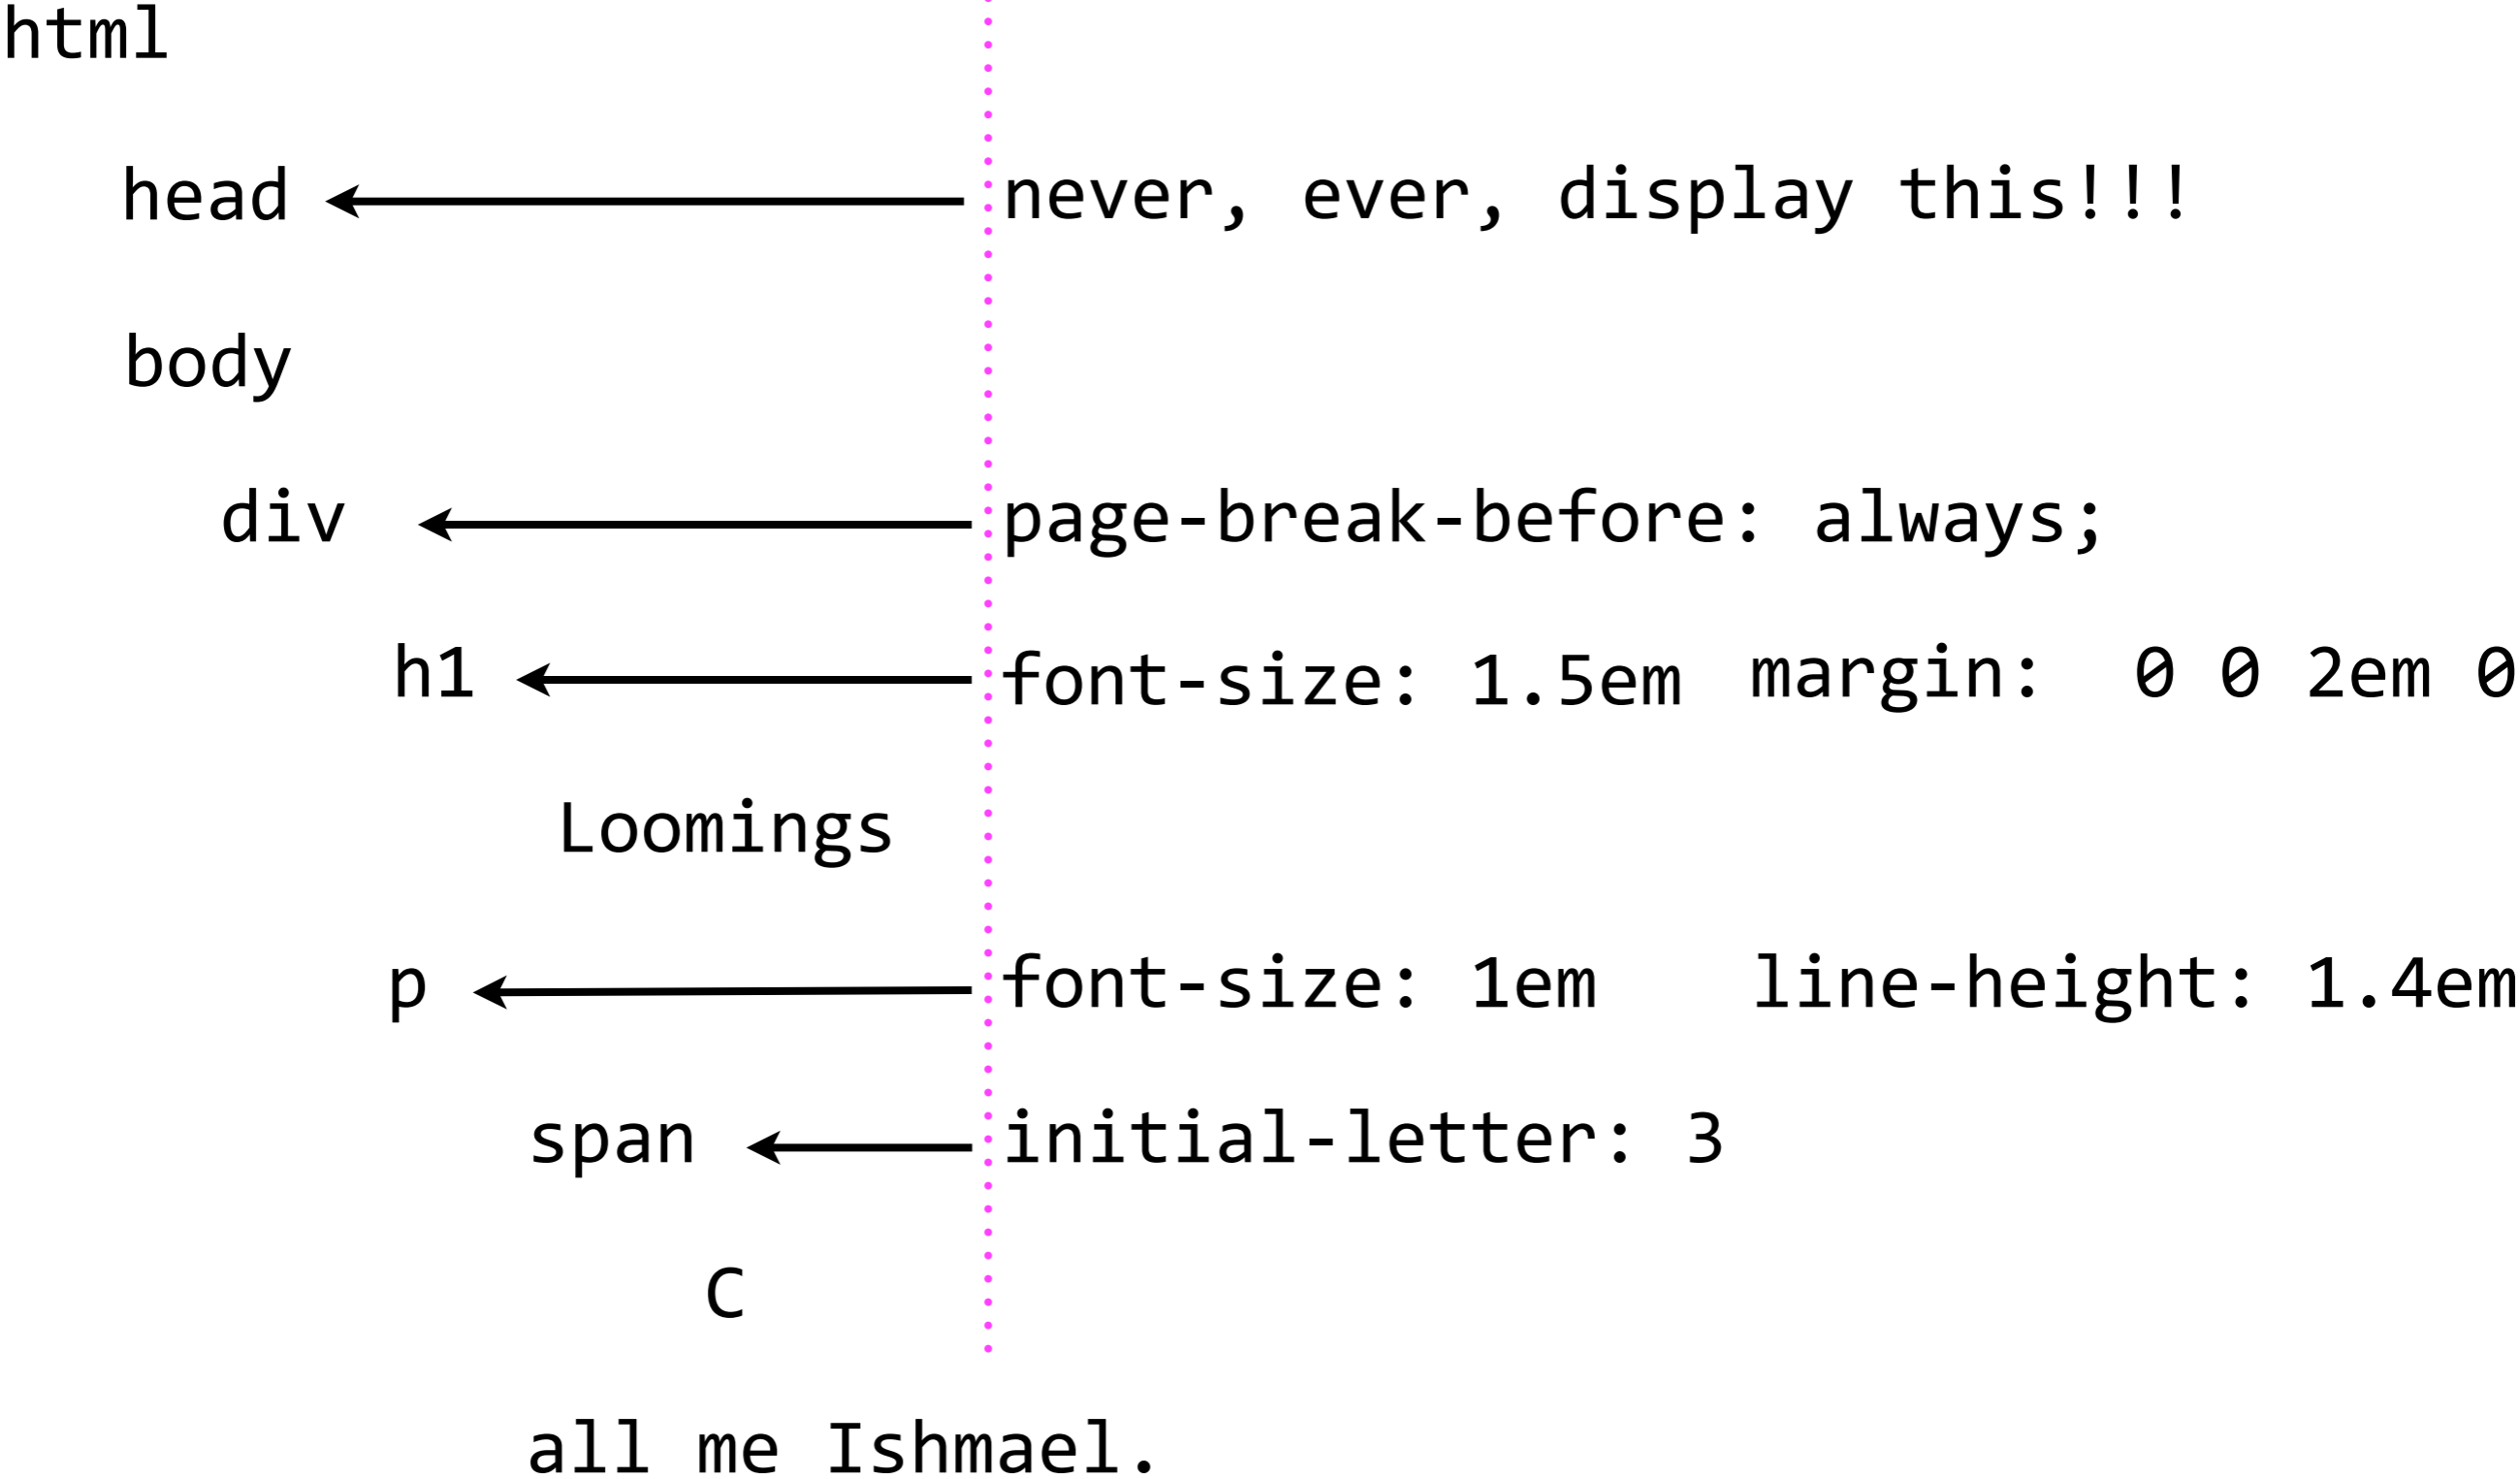 html
head never, ever, display this!!!
body
div page-break-before: always;
h1 font-size: 1.5em margin: 0 0 2em 0
Loomings
p font-size: 1em line-height: 1.4em
span initial-letter: 3
C
all me Ishmael.